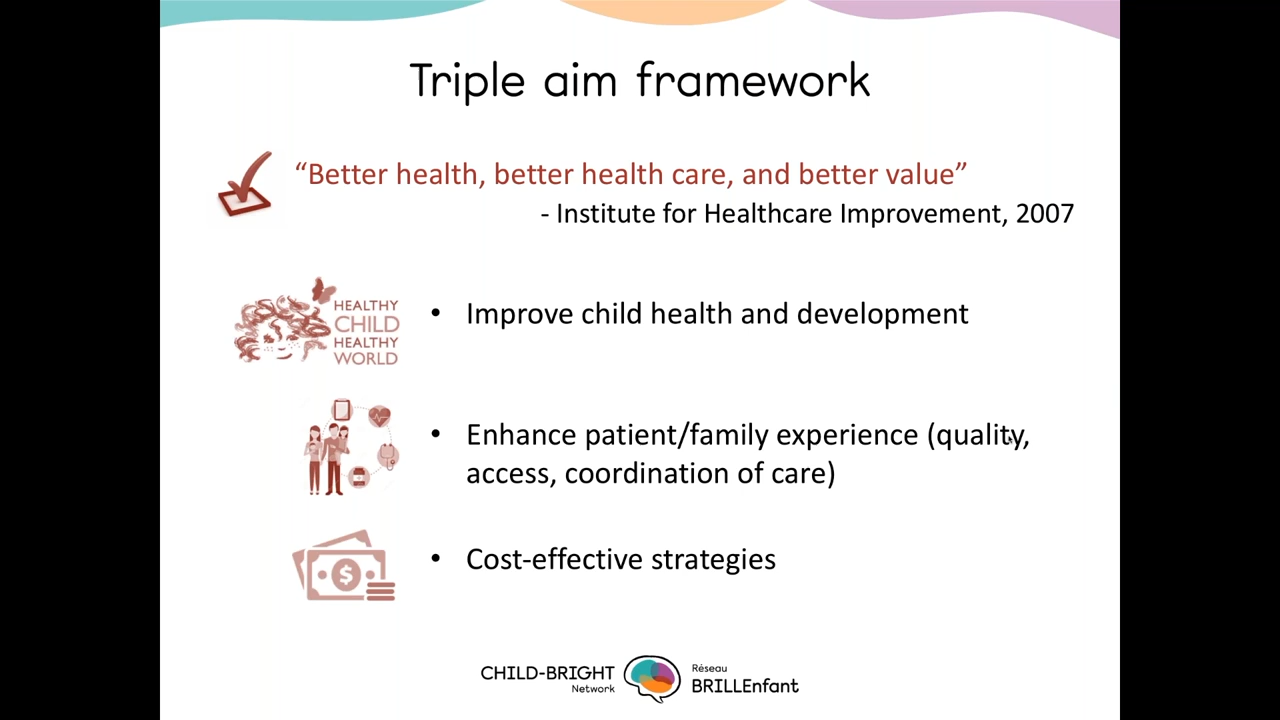 Triple aim framework
“Better health, better health care, and better value”
- Institute for Healthcare Improvement, 2007
HEALTHY
CHILD
HEALTHY
WORLD
• Improve child health and development
• Enhance patient/family experience (quality,
access, coordination of care)
$
• Cost-effective strategies
CHILD-BRIGHT
Network
Réseau
BRILLEnfant